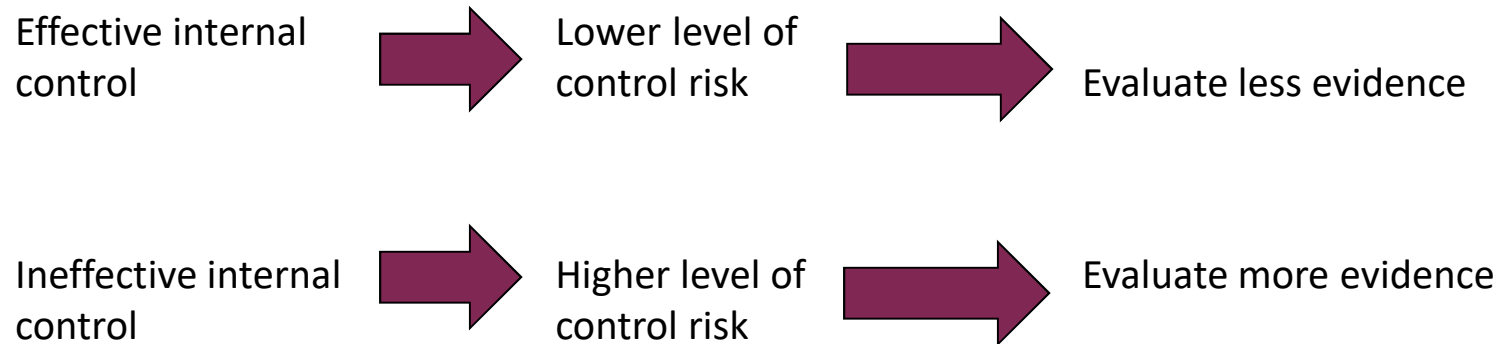 Effective internal
control
Lower level of
control risk
Evaluate less evidence
Ineffective internal
control
Higher level of
control risk
Evaluate more evidence